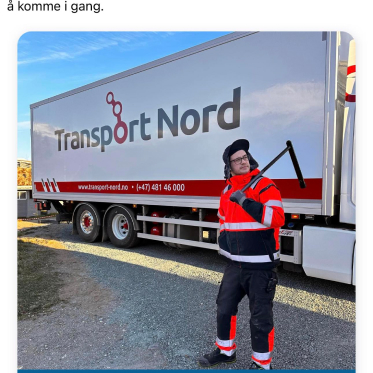 å komme i gang.
Transport Nord
www.transport-nord.no • (+47) 481 46 000